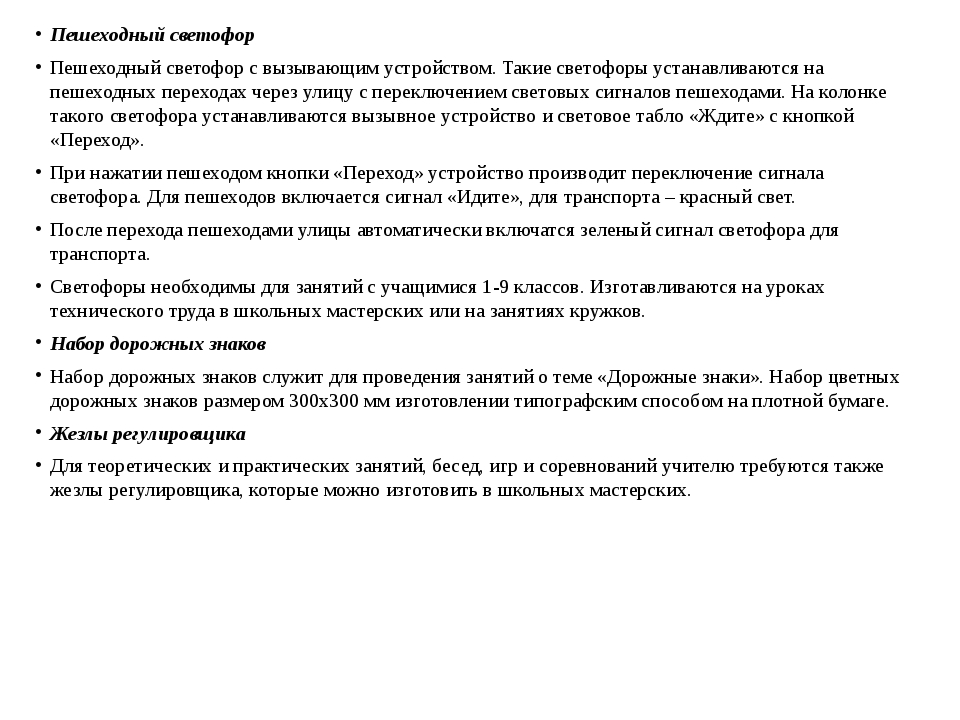 • Пешеходный светофор
• Пешеходный светофор с вызывающим устройством. Такие светофоры устанавливаются на
пешеходных переходах через улицу с переключением световых сигналов пешеходами. На колонке
такого светофора устанавливаются вызывное устройство и световое табло «Ждите» с кнопкой
«Переход».
• При нажатии пешеходом кнопки «Переход» устройство производит переключение сигнала
светофора. Для пешеходов включается сигнал «Идите», для транспорта – красный свет.
• После перехода пешеходами улицы автоматически включатся зеленый сигнал светофора для
транспорта.
• Светофоры необходимы для занятий с учащимися 1-9 классов. Изготавливаются на уроках
технического труда в школьных мастерских или на занятиях кружков.
• Набор дорожных знаков
• Набор дорожных знаков служит для проведения занятий о теме «Дорожные знаки». Набор цветных
дорожных знаков размером 300х300 мм изготовлении типографским способом на плотной бумаге.
• Жезлы регулировщика
• Для теоретических и практических занятий, бесед, игр и соревнований учителю требуются также
жезлы регулировщика, которые можно изготовить в школьных мастерских.